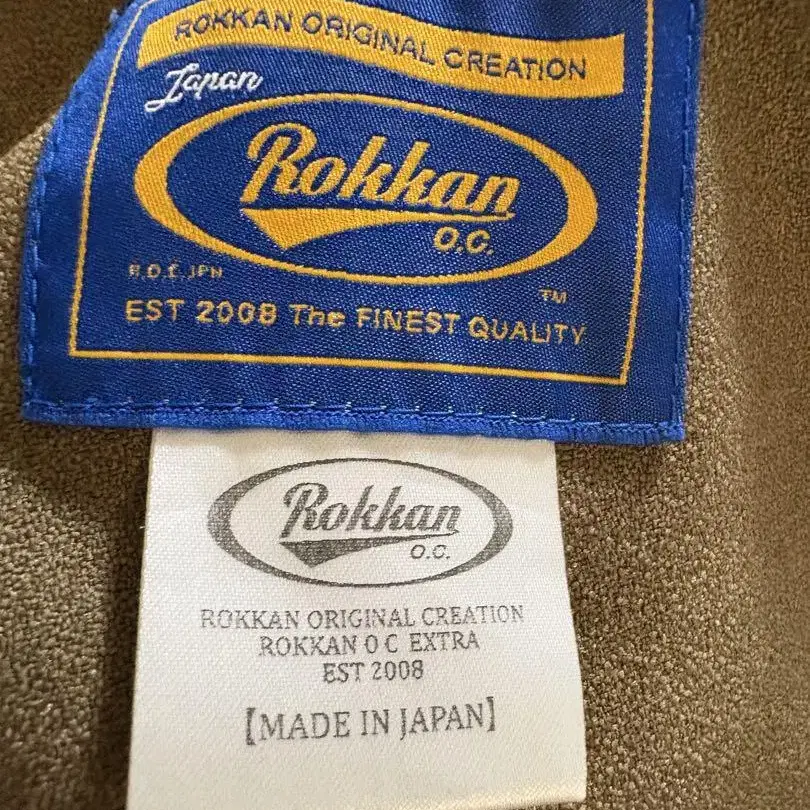 ROKKAN ORIGINAL CREATION
Japan
Rokkan
O.C.
R.O.C.JPN
TM
EST 2008 The FINEST QUALITY
Rokkan
O.C.
ROKKAN ORIGINAL CREATION
ROKKAN O C EXTRA
EST 2008
【MADE IN JAPAN】